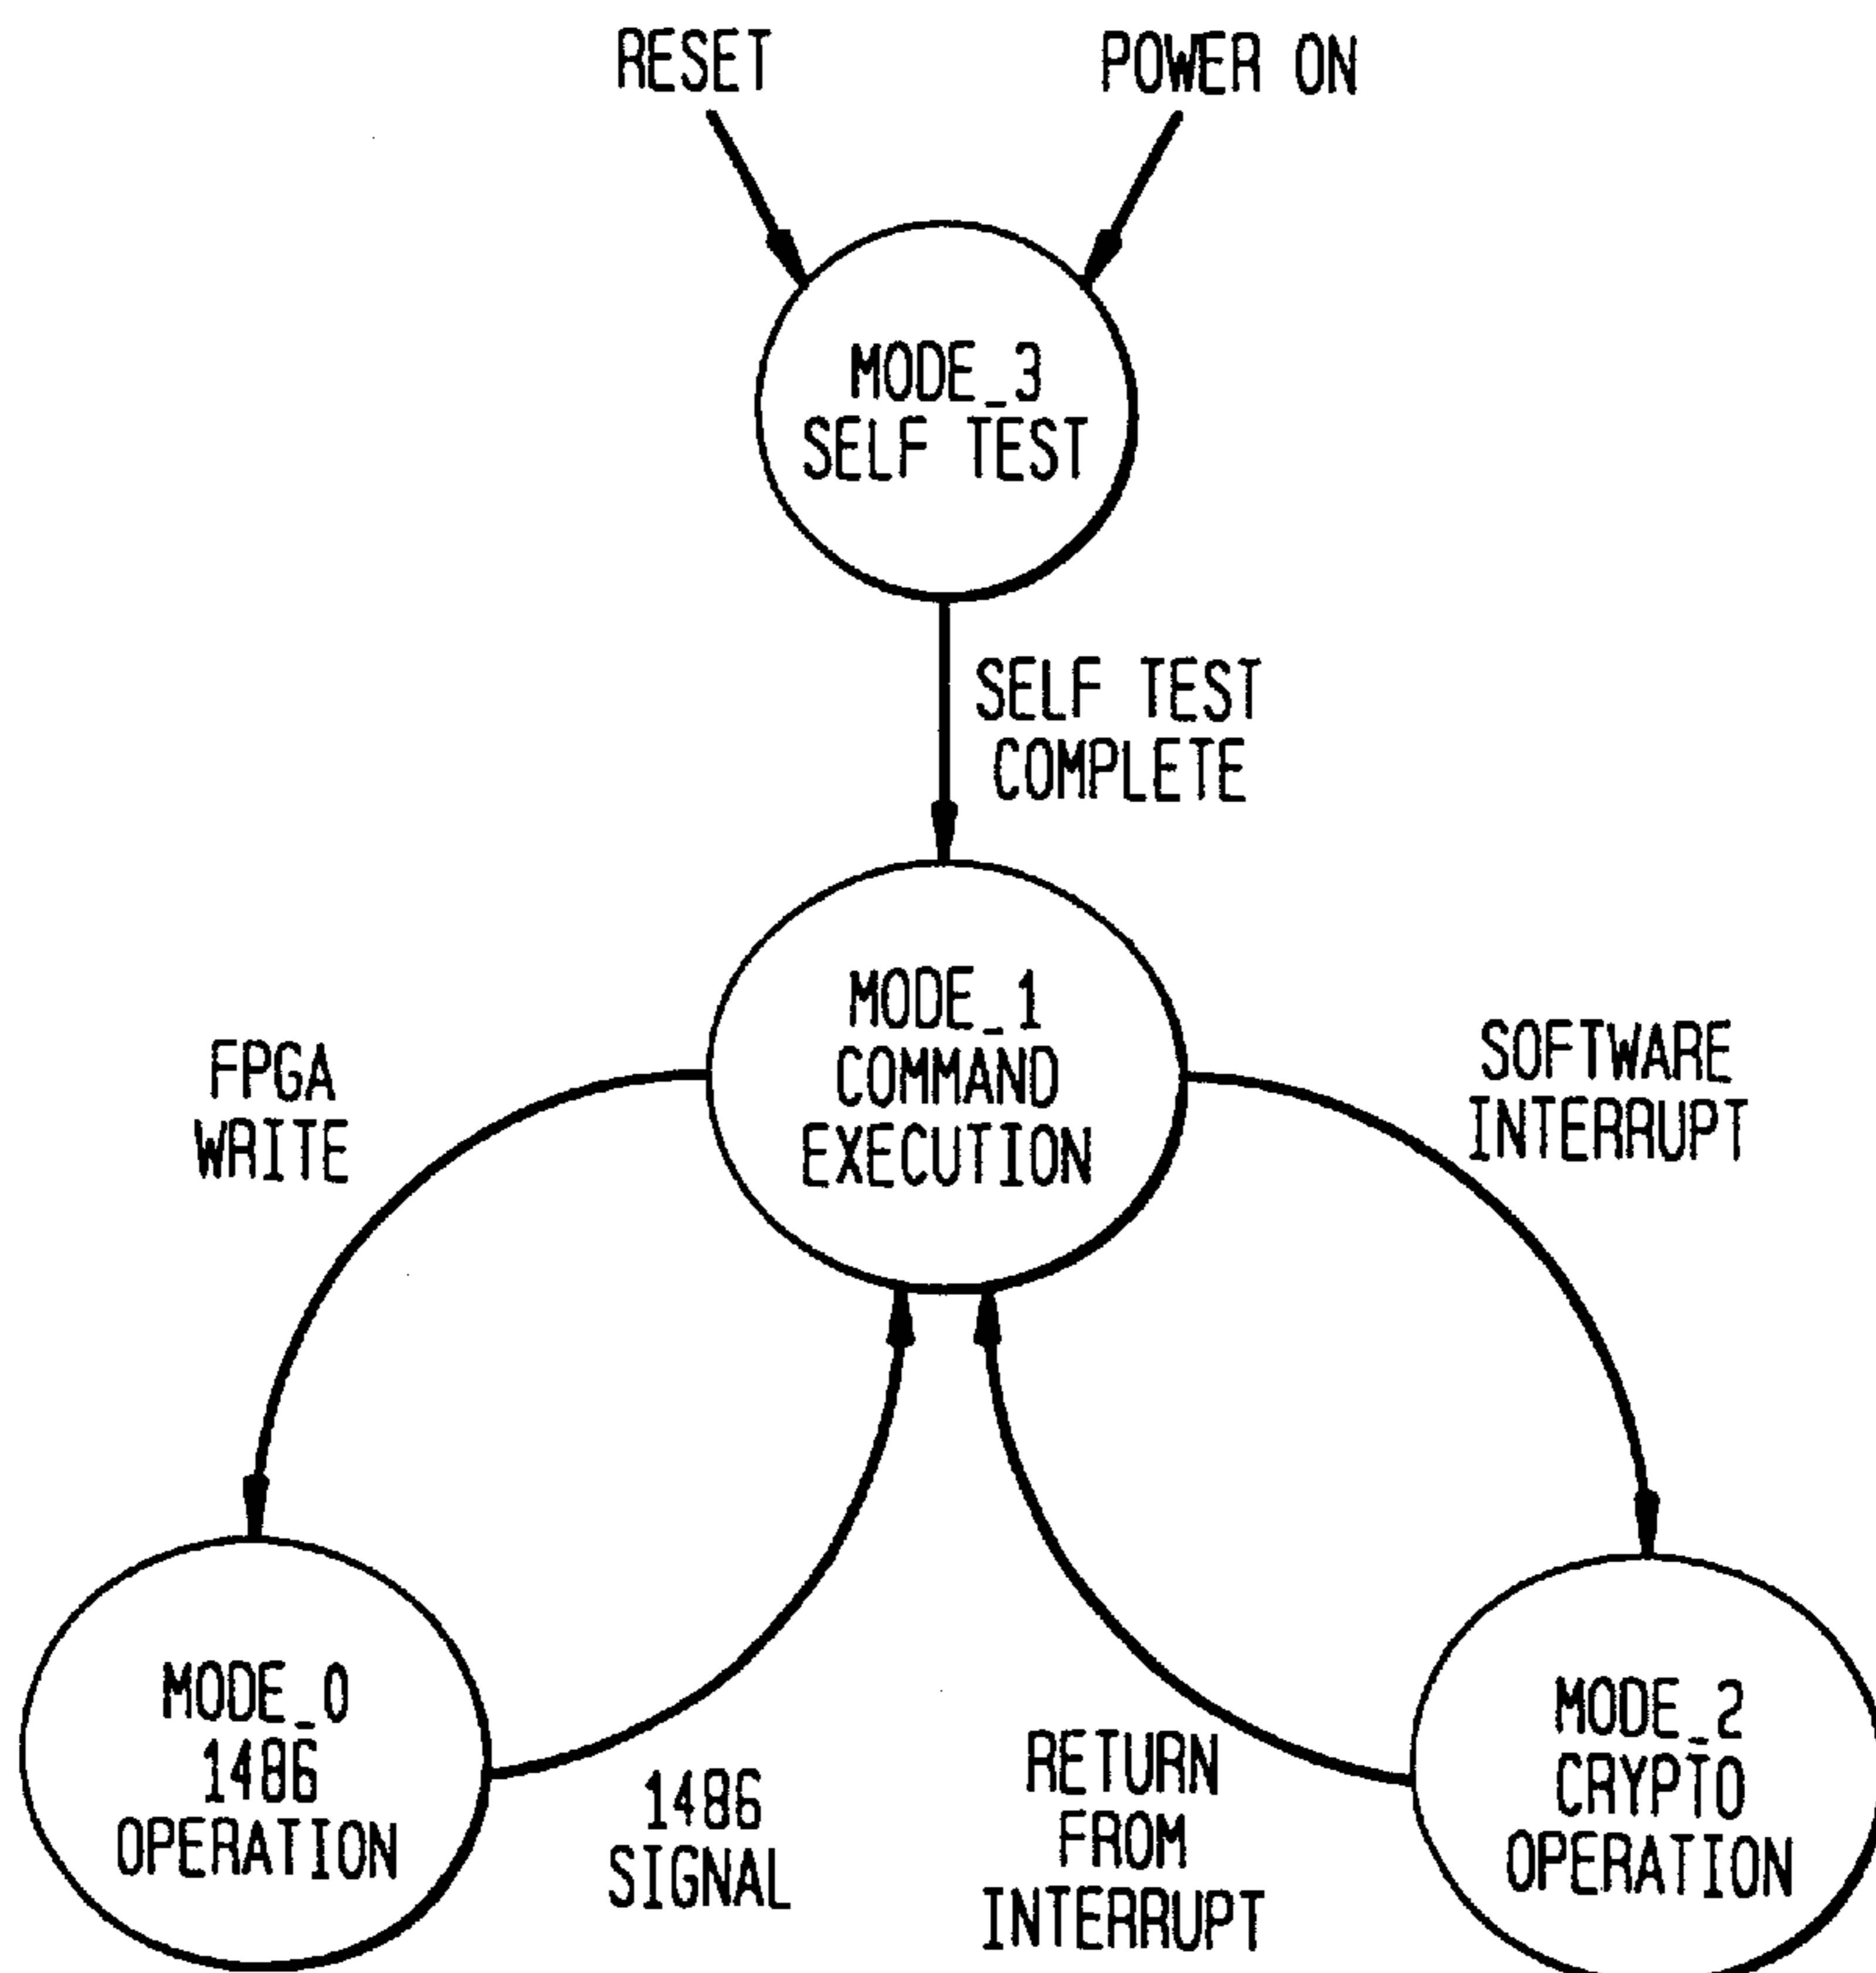 RESET
POWER ON
MODE_3
SELF TEST
SELF TEST
COMPLETE
MODE_1
COMMAND
EXECUTION
FPGA
WRITE
SOFTWARE
INTERRUPT
MODE_0
1486
OPERATION
1486
SIGNAL
RETURN
FROM
INTERRUPT
MODE_2
CRYPTO
OPERATION